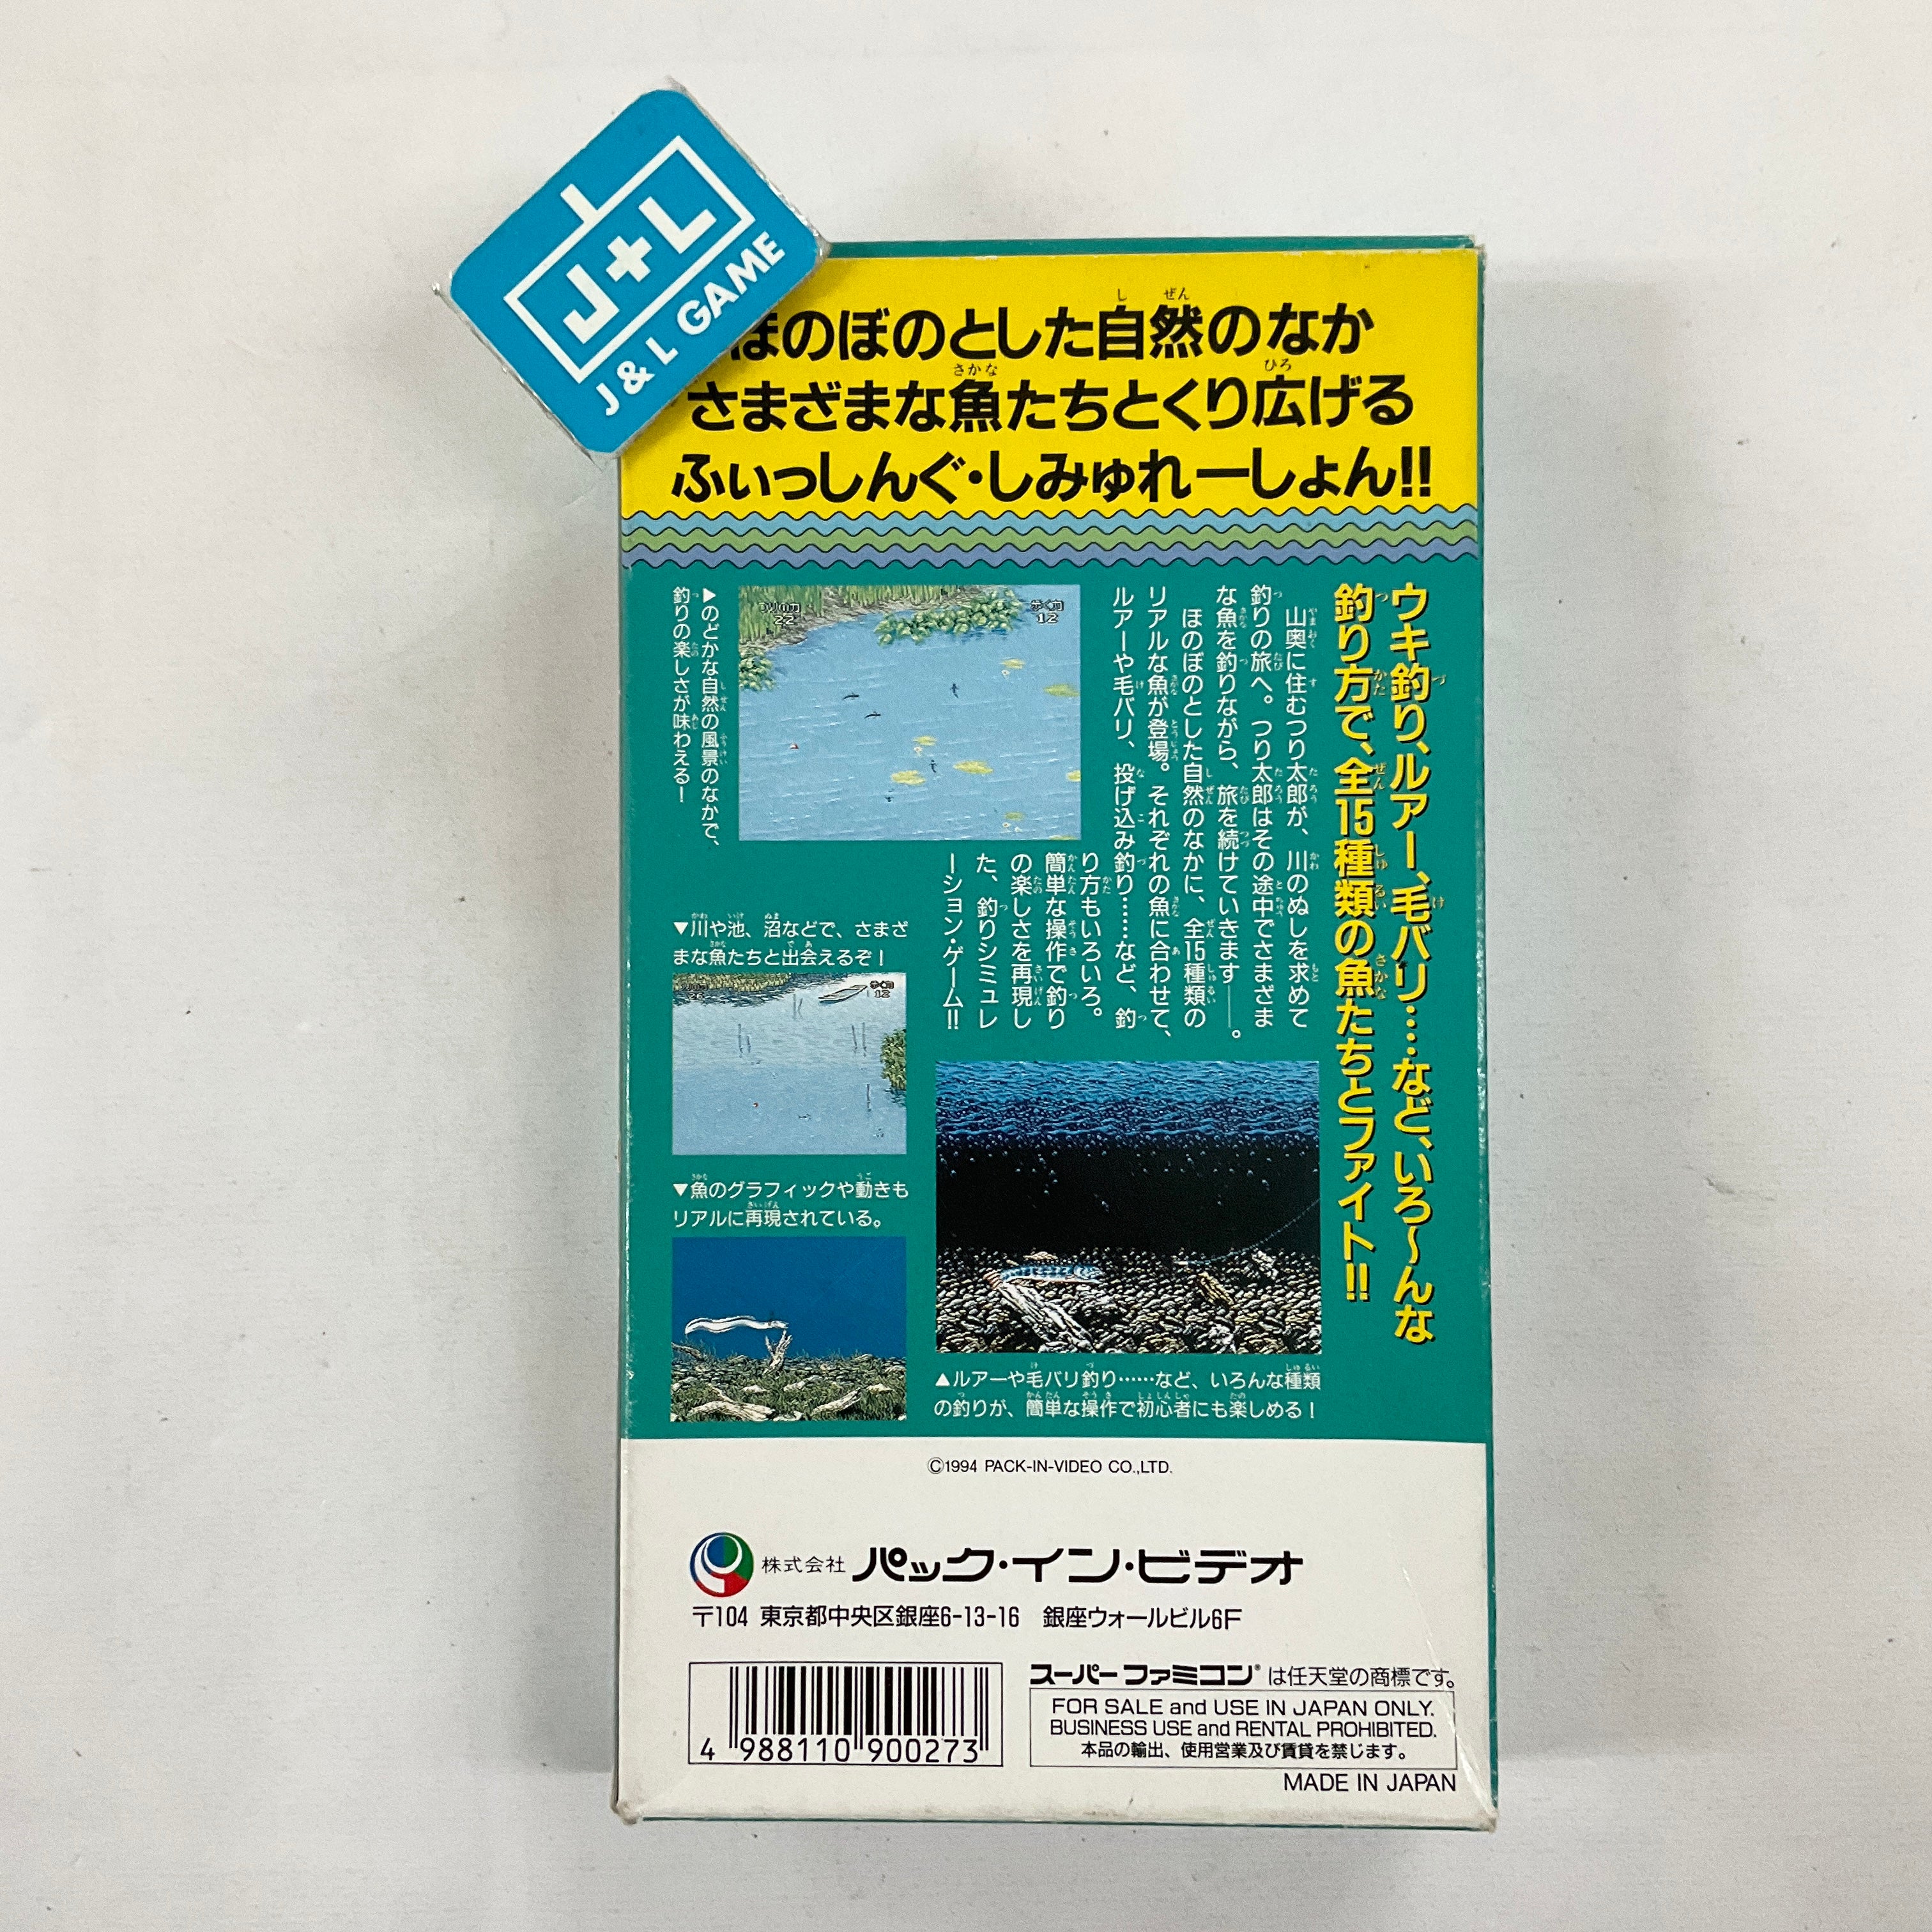 J+L
J & L GAME
ほのぼのとした自然のなか
さまざまな魚たちとくり広げる
ふぃっしんぐ・しみゅれーしょん!!
ウキ釣り、ルアー、毛バリ……など、いろ〜んな
釣り方で、全15種類の魚たちとファイト!!
山奥に住むつり太郎が、川のぬしを求めて
釣りの旅へ。つり太郎はその途中でさまざま
な魚を釣りながら、旅を続けていきます──。
ほのぼのとした自然のなかに、全15種類の
リアルな魚が登場。それぞれの魚に合わせて、
ルアーや毛バリ、投げ込み釣り……など、釣
り方もいろいろ。
簡単な操作で釣り
の楽しさを再現し
た、釣りシミュレ
ーション・ゲーム!!
歩く力
12
22
▶のどかな自然の風景のなかで、
釣りの楽しさが味わえる!
▼川や池、沼などで、さまざ
まな魚たちと出会えるぞ!
歩く力
12
▼魚のグラフィックや動きも
リアルに再現されている。
▲ルアーや毛バリ釣り……など、いろんな種類
の釣りが、簡単な操作で初心者にも楽しめる!
©1994 PACK-IN-VIDEO CO.,LTD.
株式会社 パック・イン・ビデオ
〒104 東京都中央区銀座6-13-16 銀座ウォールビル6F
4 988110 900273
スーパーファミコン®は任天堂の商標です。
FOR SALE and USE IN JAPAN ONLY.
BUSINESS USE and RENTAL PROHIBITED.
本品の輸出、使用営業及び賃貸を禁じます。
MADE IN JAPAN